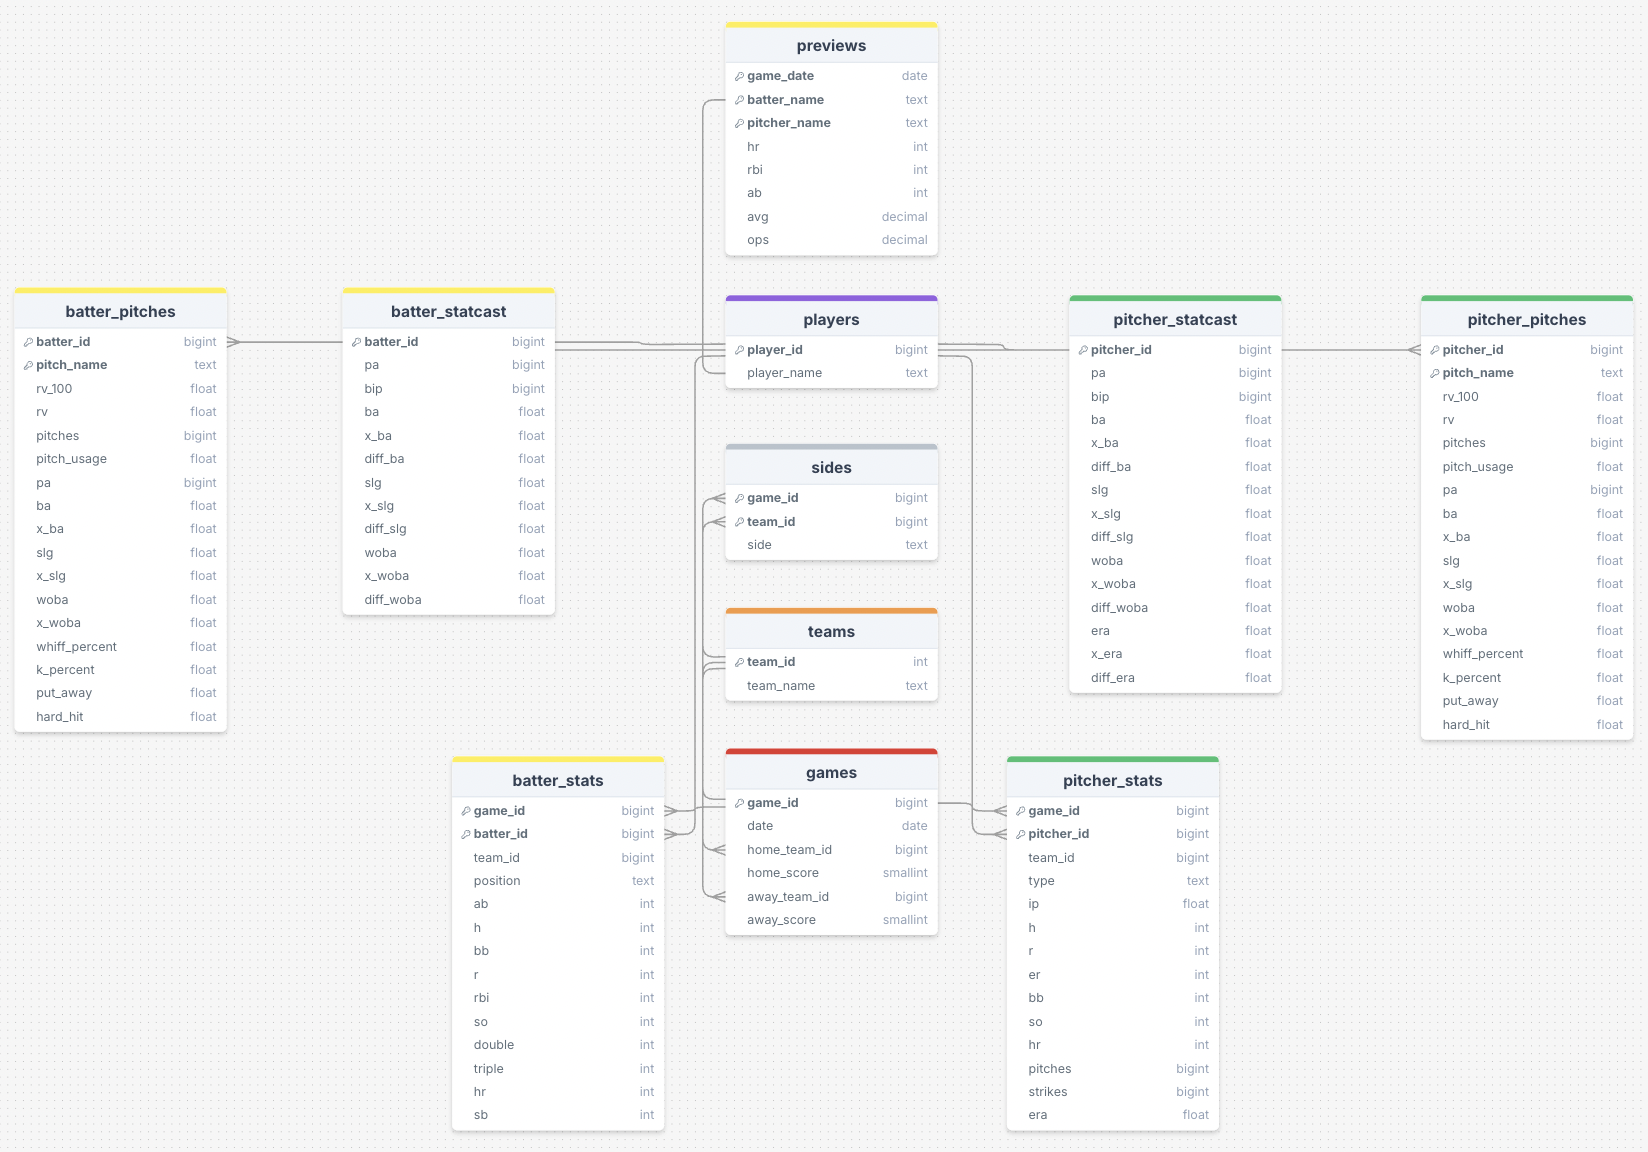 previews
game_date date
batter_name text
pitcher_name text
hr int
rbi int
ab int
avg decimal
ops decimal
batter_pitches
batter_id bigint
pitch_name text
rv_100 float
rv float
pitches bigint
pitch_usage float
pa bigint
ba float
x_ba float
slg float
x_slg float
woba float
x_woba float
whiff_percent float
k_percent float
put_away float
hard_hit float
batter_statcast
batter_id bigint
pa bigint
bip bigint
ba float
x_ba float
diff_ba float
slg float
x_slg float
diff_slg float
woba float
x_woba float
diff_woba float
players
player_id bigint
player_name text
sides
game_id bigint
team_id bigint
side text
teams
team_id int
team_name text
games
game_id bigint
date date
home_team_id bigint
home_score smallint
away_team_id bigint
away_score smallint
pitcher_statcast
pitcher_id bigint
pa bigint
bip bigint
ba float
x_ba float
diff_ba float
slg float
x_slg float
diff_slg float
woba float
x_woba float
diff_woba float
era float
x_era float
diff_era float
pitcher_pitches
pitcher_id bigint
pitch_name text
rv_100 float
rv float
pitches bigint
pitch_usage float
pa bigint
ba float
x_ba float
slg float
x_slg float
woba float
x_woba float
whiff_percent float
k_percent float
put_away float
hard_hit float
batter_stats
game_id bigint
batter_id bigint
team_id bigint
position text
ab int
h int
bb int
r int
rbi int
so int
double int
triple int
hr int
sb int
pitcher_stats
game_id bigint
pitcher_id bigint
team_id bigint
type text
ip float
h int
r int
er int
bb int
so int
hr int
pitches bigint
strikes bigint
era float